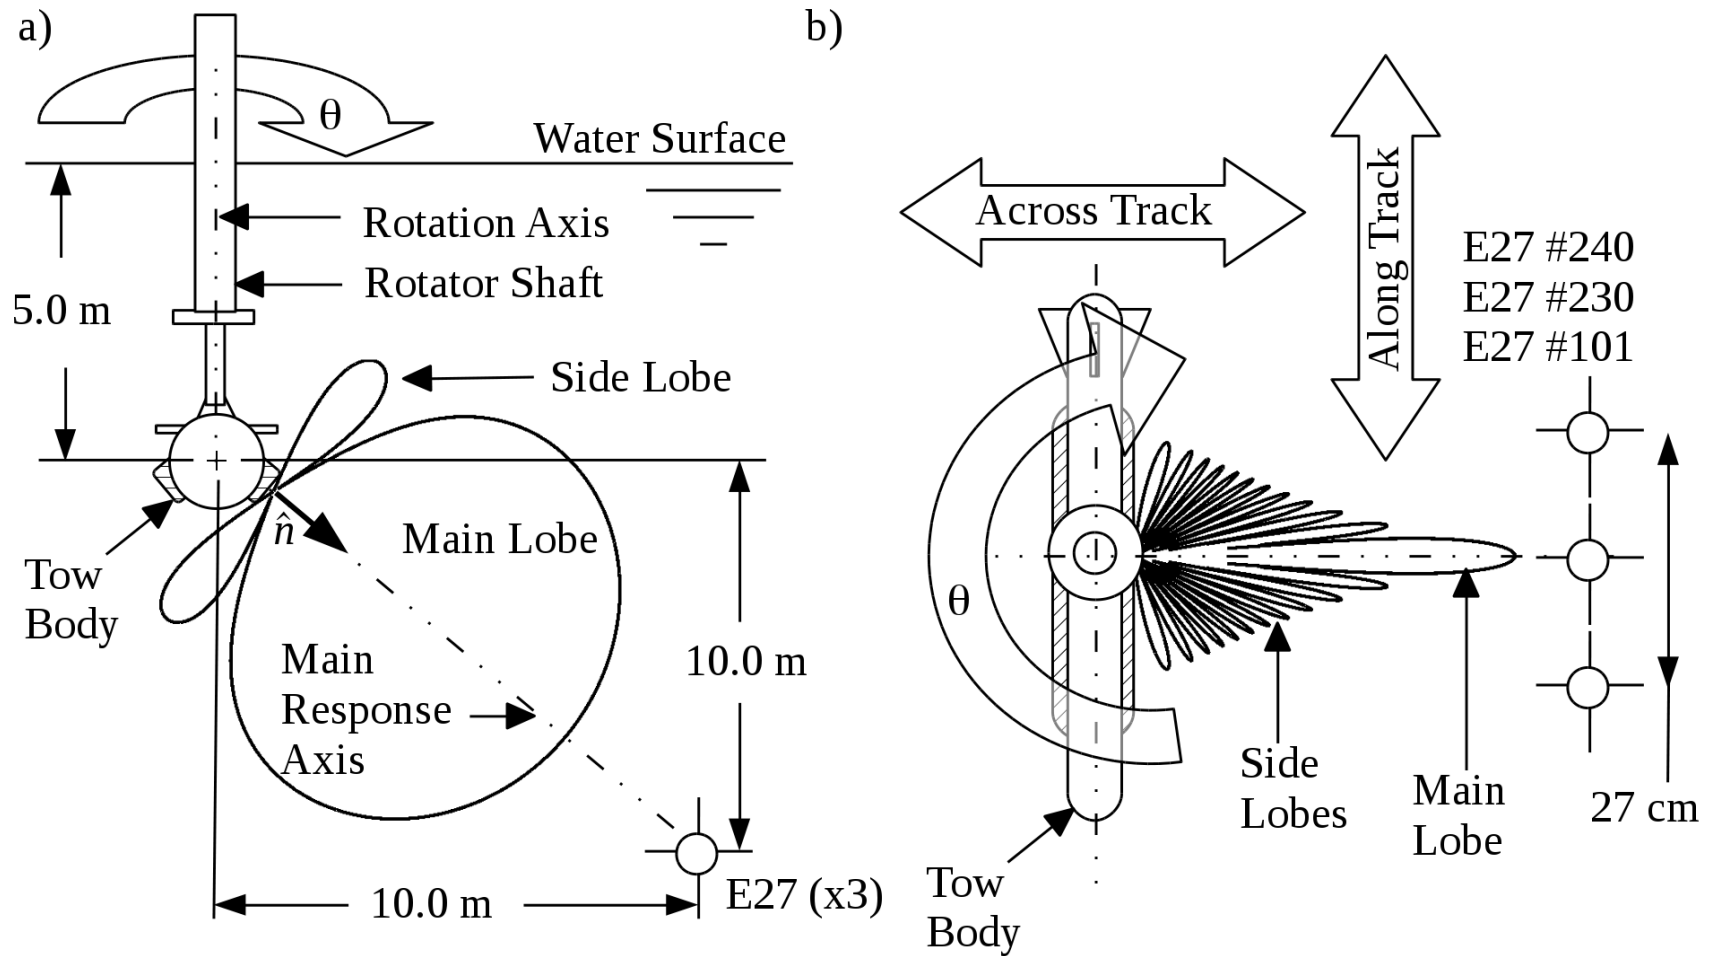 a)
θ
Water Surface
Rotation Axis
Rotator Shaft
5.0 m
Side Lobe
n̂
Main Lobe
Tow
Body
Main
Response
Axis
10.0 m
10.0 m
E27 (x3)
b)
Across Track
Along Track
E27 #240
E27 #230
E27 #101
θ
Side
Lobes
Main
Lobe
27 cm
Tow
Body